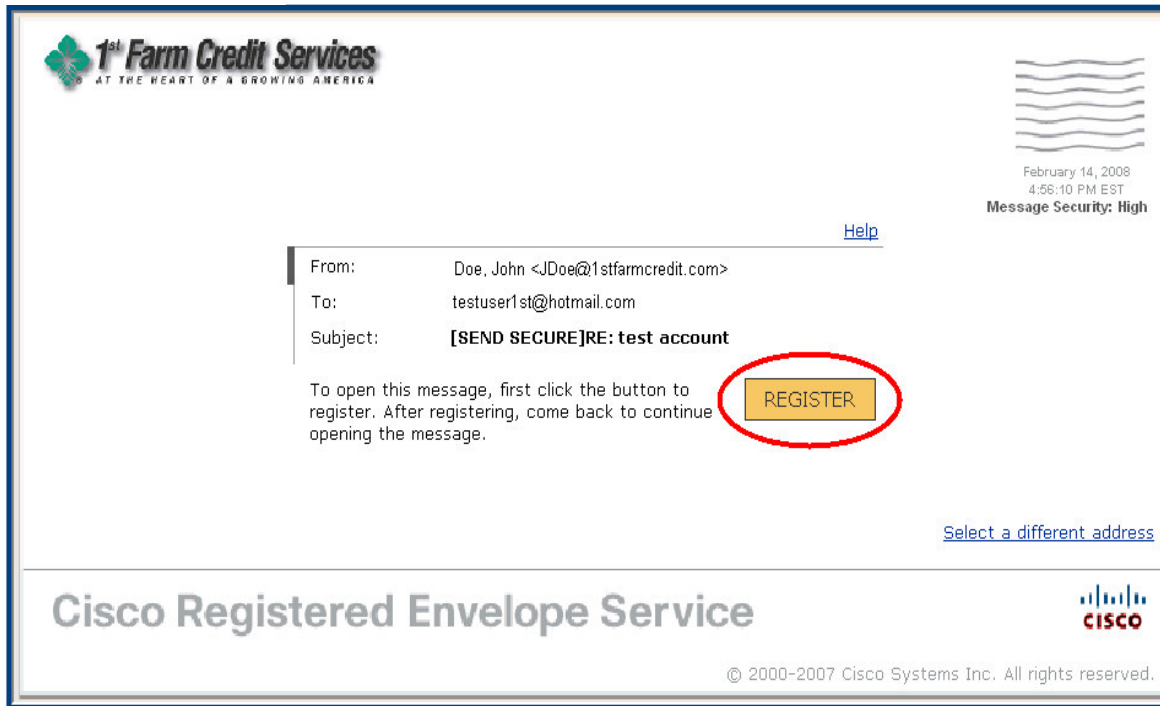 1st Farm Credit Services
AT THE HEART OF A GROWING AMERICA
February 14, 2008
4:56:10 PM EST
Message Security: High
Help
From: Doe, John <JDoe@1stfarmcredit.com>
To: testuser1st@hotmail.com
Subject: [SEND SECURE]RE: test account
To open this message, first click the button to
register. After registering, come back to continue
opening the message.
REGISTER
Select a different address
Cisco Registered Envelope Service
CISCO
© 2000-2007 Cisco Systems Inc. All rights reserved.